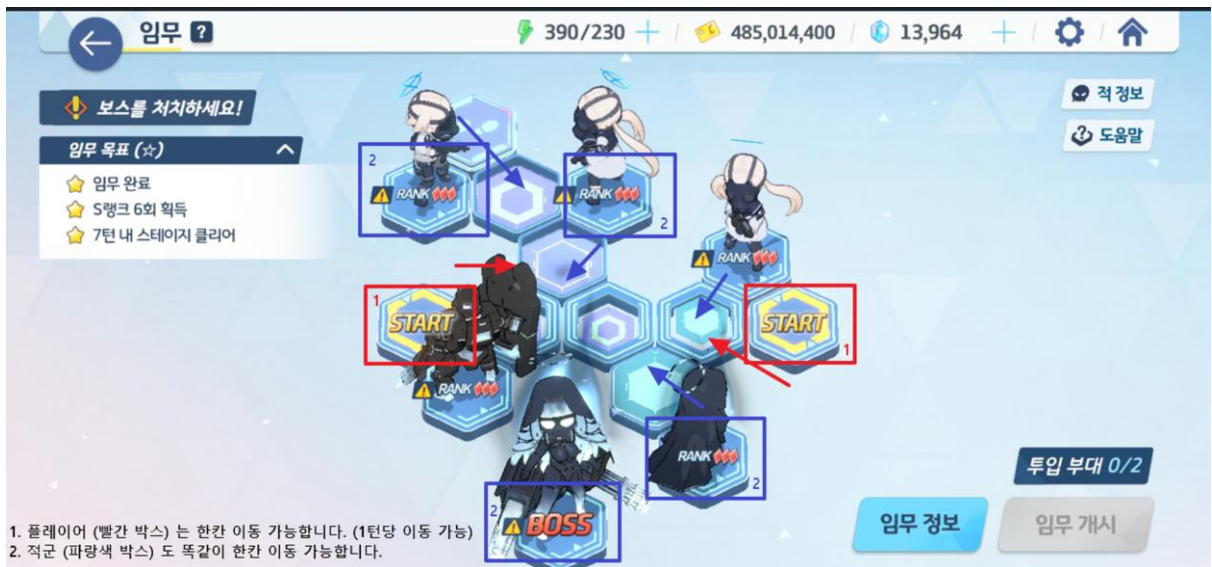 임무 ?
390/230
485,014,400
13,964
보스를 처치하세요!
적 정보
도움말
임무 목표 (☆)
임무 완료
S랭크 6회 획득
7턴 내 스테이지 클리어
2
RANK
RANK
2
RANK
1
START
START
1
RANK
RANK
2
2
BOSS
투입 부대 0/2
임무 정보
임무 개시
1. 플레이어 (빨간 박스) 는 한칸 이동 가능합니다. (1턴당 이동 가능)
2. 적군 (파랑색 박스) 도 똑같이 한칸 이동 가능합니다.